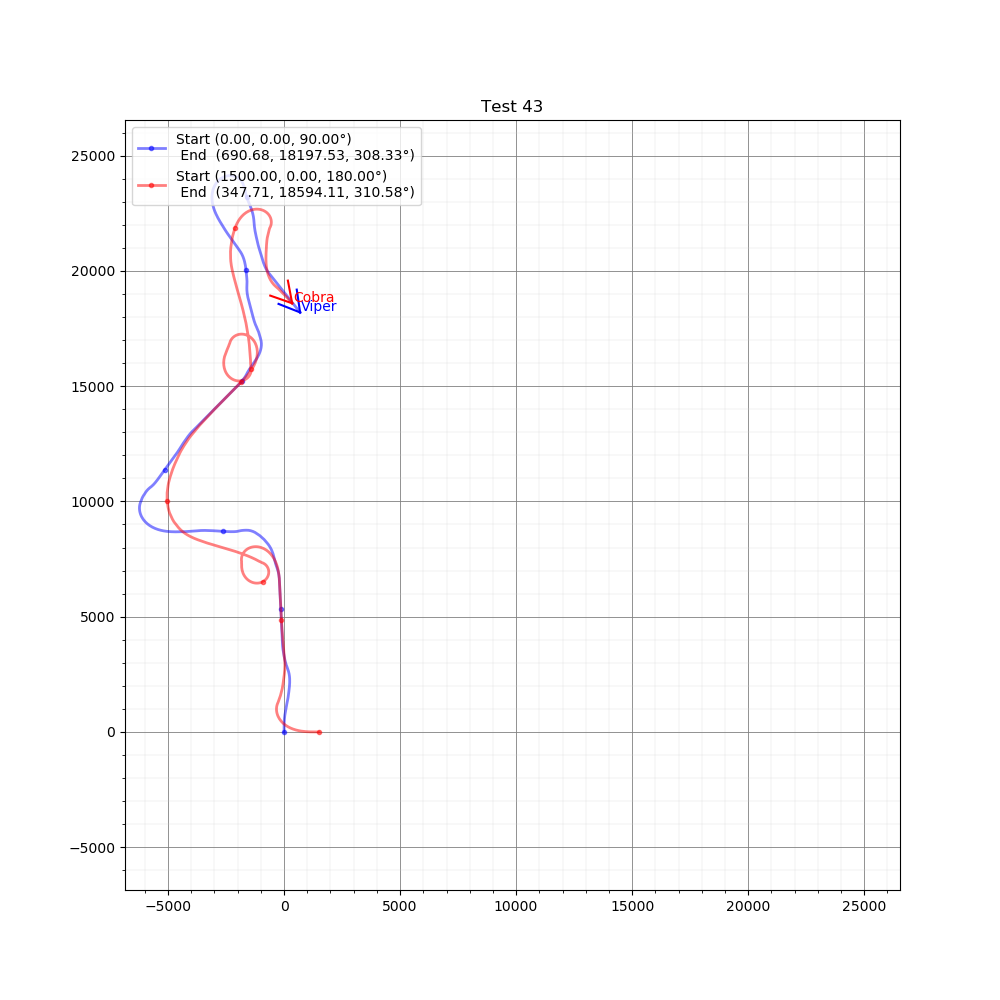 Test 43
Start (0.00, 0.00, 90.00°)
End  (690.68, 18197.53, 308.33°)
Start (1500.00, 0.00, 180.00°)
End  (347.71, 18594.11, 310.58°)
25000
20000
15000
10000
5000
0
−5000
Cobra
Viper
−5000 0 5000 10000 15000 20000 25000